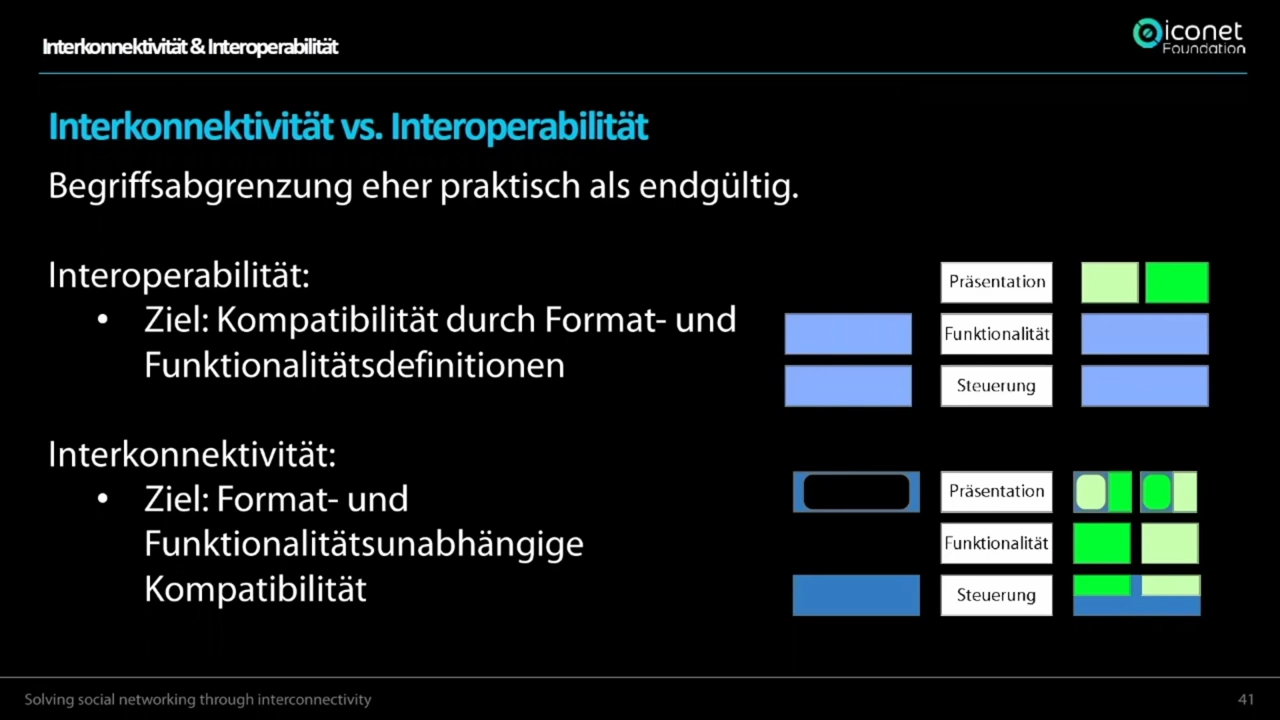 Interkonnektivität & Interoperabilität
iconet
Foundation
Interkonnektivität vs. Interoperabilität
Begriffsabgrenzung eher praktisch als endgültig.
Interoperabilität:
• Ziel: Kompatibilität durch Format- und
Funktionalitätsdefinitionen
Präsentation
Funktionalität
Steuerung
Interkonnektivität:
• Ziel: Format- und
Funktionalitätsunabhängige
Kompatibilität
Präsentation
Funktionalität
Steuerung
Solving social networking through interconnectivity
41